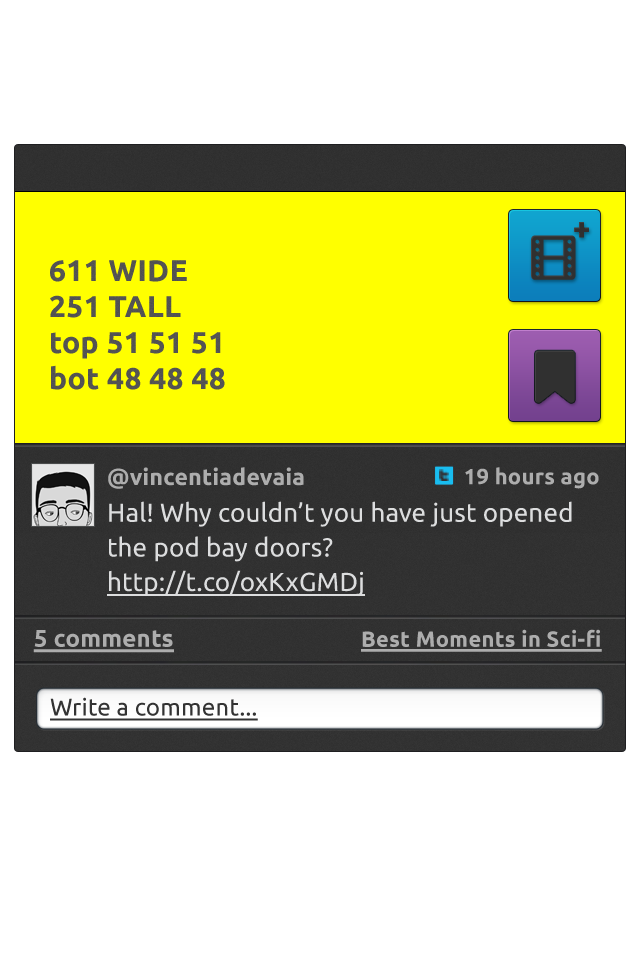 611 WIDE
251 TALL
top 51 51 51
bot 48 48 48
@vincentiadevaia
19 hours ago
Hal! Why couldn’t you have just opened
the pod bay doors?
http://t.co/oxKxGMDj
5 comments
Best Moments in Sci-fi
Write a comment...